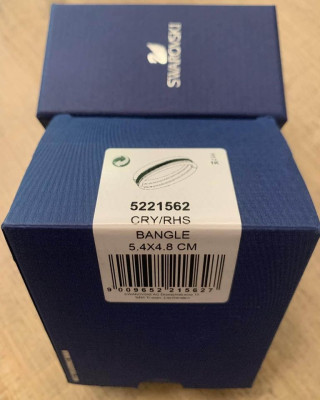 SWAROVSKI
5221562
CRY/RHS
BANGLE
5,4X4.8 CM
9 009652 215627